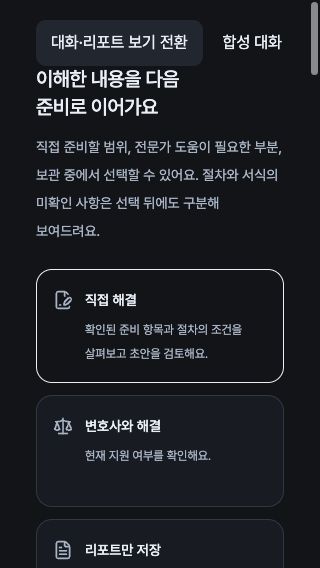 대화·리포트 보기 전환
합성 대화
이해한 내용을 다음
준비로 이어가요
직접 준비할 범위, 전문가 도움이 필요한 부분,
보관 중에서 선택할 수 있어요. 절차와 서식의
미확인 사항은 선택 뒤에도 구분해
보여드려요.
직접 해결
확인된 준비 항목과 절차의 조건을
살펴보고 초안을 검토해요.
변호사와 해결
현재 지원 여부를 확인해요.
리포트만 저장